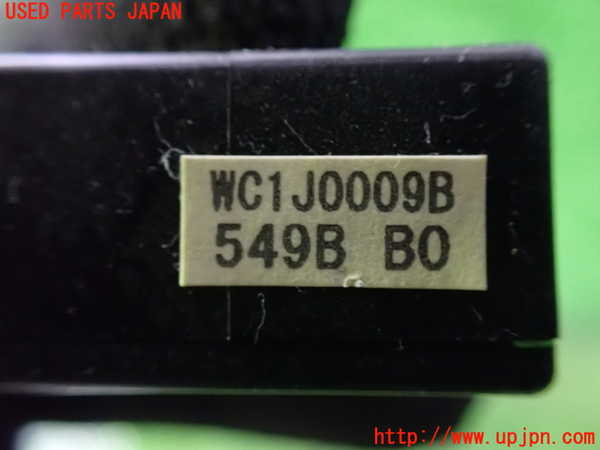 USED PARTS JAPAN
WC1J0009B
549B B0
http://www.upjpn.com